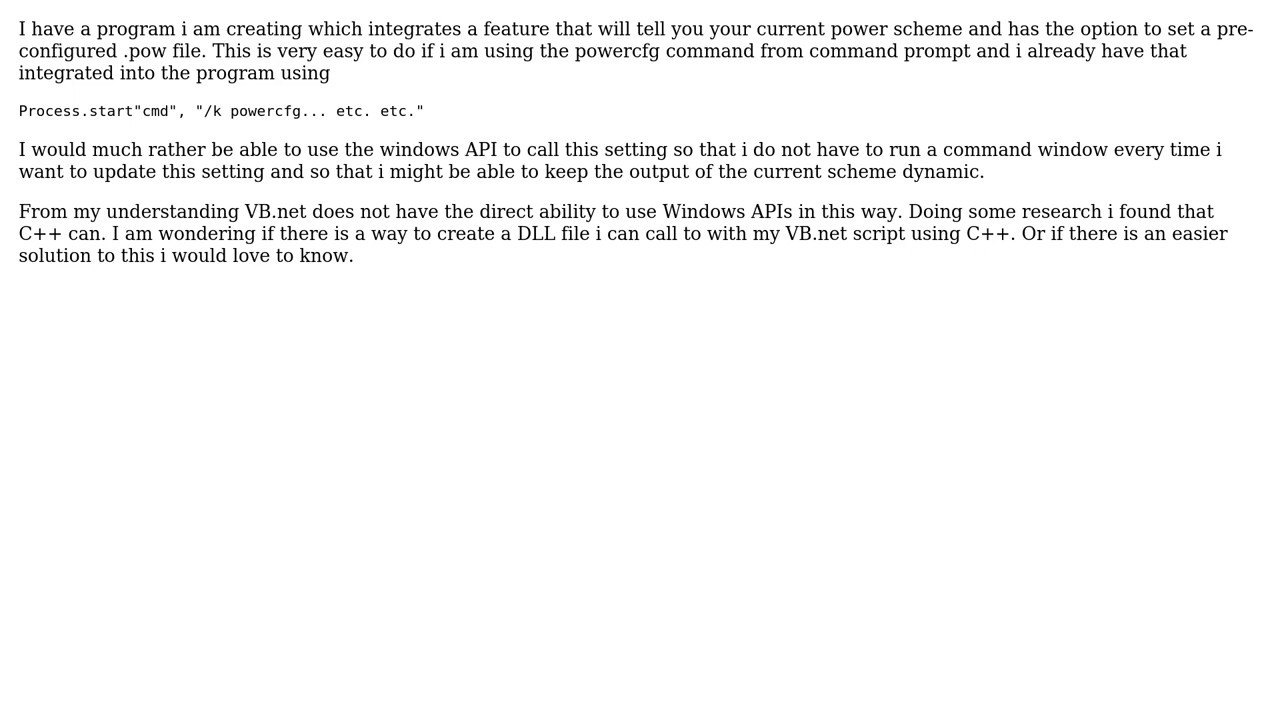 I have a program i am creating which integrates a feature that will tell you your current power scheme and has the option to set a pre-
configured .pow file. This is very easy to do if i am using the powercfg command from command prompt and i already have that
integrated into the program using
Process.start"cmd", "/k powercfg... etc. etc."
I would much rather be able to use the windows API to call this setting so that i do not have to run a command window every time i
want to update this setting and so that i might be able to keep the output of the current scheme dynamic.
From my understanding VB.net does not have the direct ability to use Windows APIs in this way. Doing some research i found that
C++ can. I am wondering if there is a way to create a DLL file i can call to with my VB.net script using C++. Or if there is an easier
solution to this i would love to know.